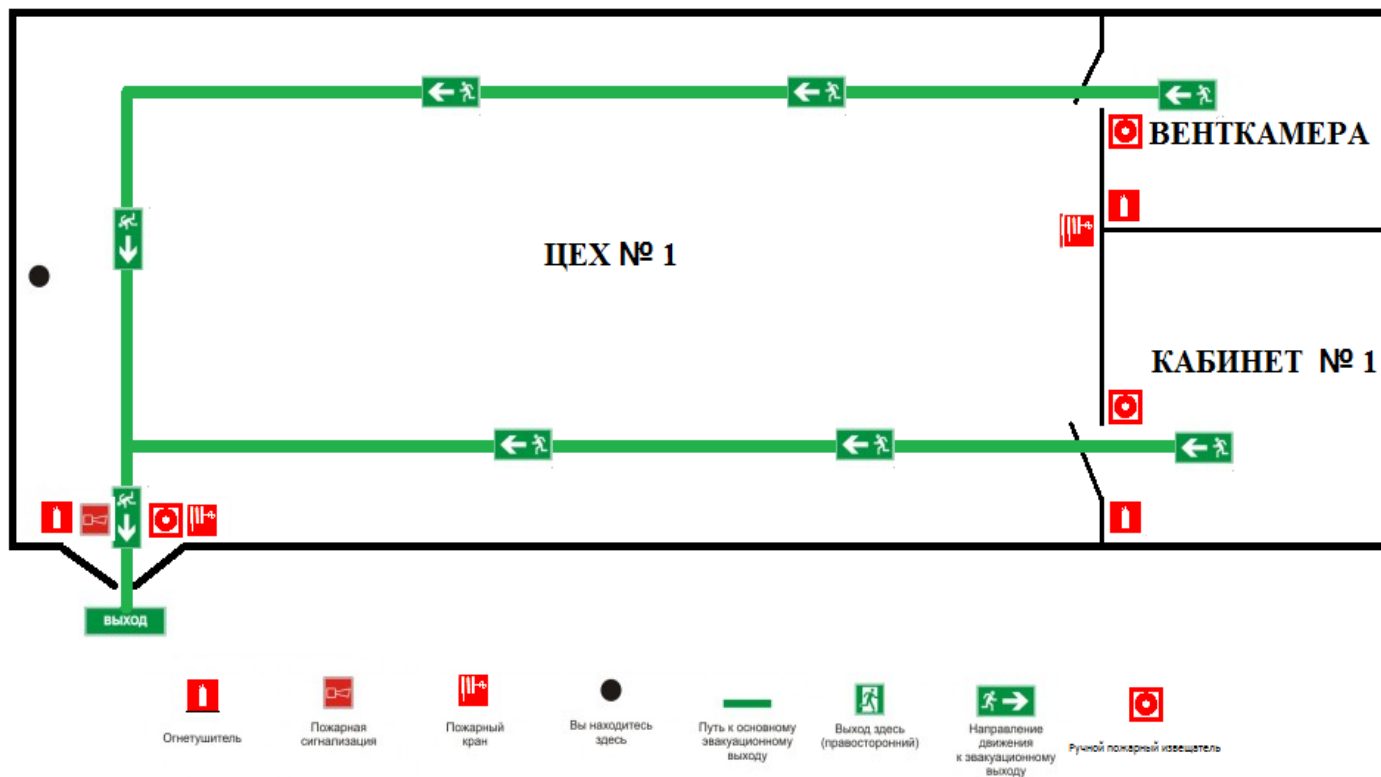 ВЕНТКАМЕРА
ЦЕХ № 1
КАБИНЕТ № 1
ВЫХОД
Огнетушитель
Пожарная
сигнализация
Пожарный
кран
Вы находитесь
здесь
Путь к основному
эвакуационному
выходу
Выход здесь
(правосторонний)
Направление
движения
к эвакуационному
выходу
Ручной пожарный извещатель